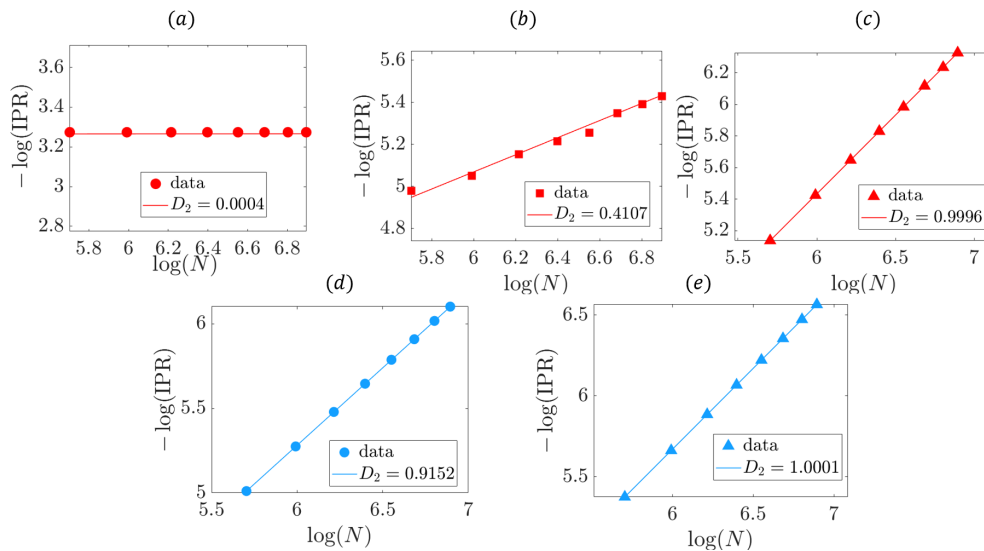 (a)
3.6
3.4
3.2
3
2.8
− log(IPR)
data
D₂ = 0.0004
5.8 6 6.2 6.4 6.6 6.8
log(N)
(b)
5.6
5.4
5.2
5
4.8
− log(IPR)
data
D₂ = 0.4107
5.8 6 6.2 6.4 6.6 6.8
log(N)
(c)
6.2
6
5.8
5.6
5.4
5.2
− log(IPR)
data
D₂ = 0.9996
5.5 6 6.5 7
log(N)
(d)
6
5.5
5
− log(IPR)
data
D₂ = 0.9152
5.5 6 6.5 7
log(N)
(e)
6.5
6
5.5
− log(IPR)
data
D₂ = 1.0001
6 6.5 7
log(N)